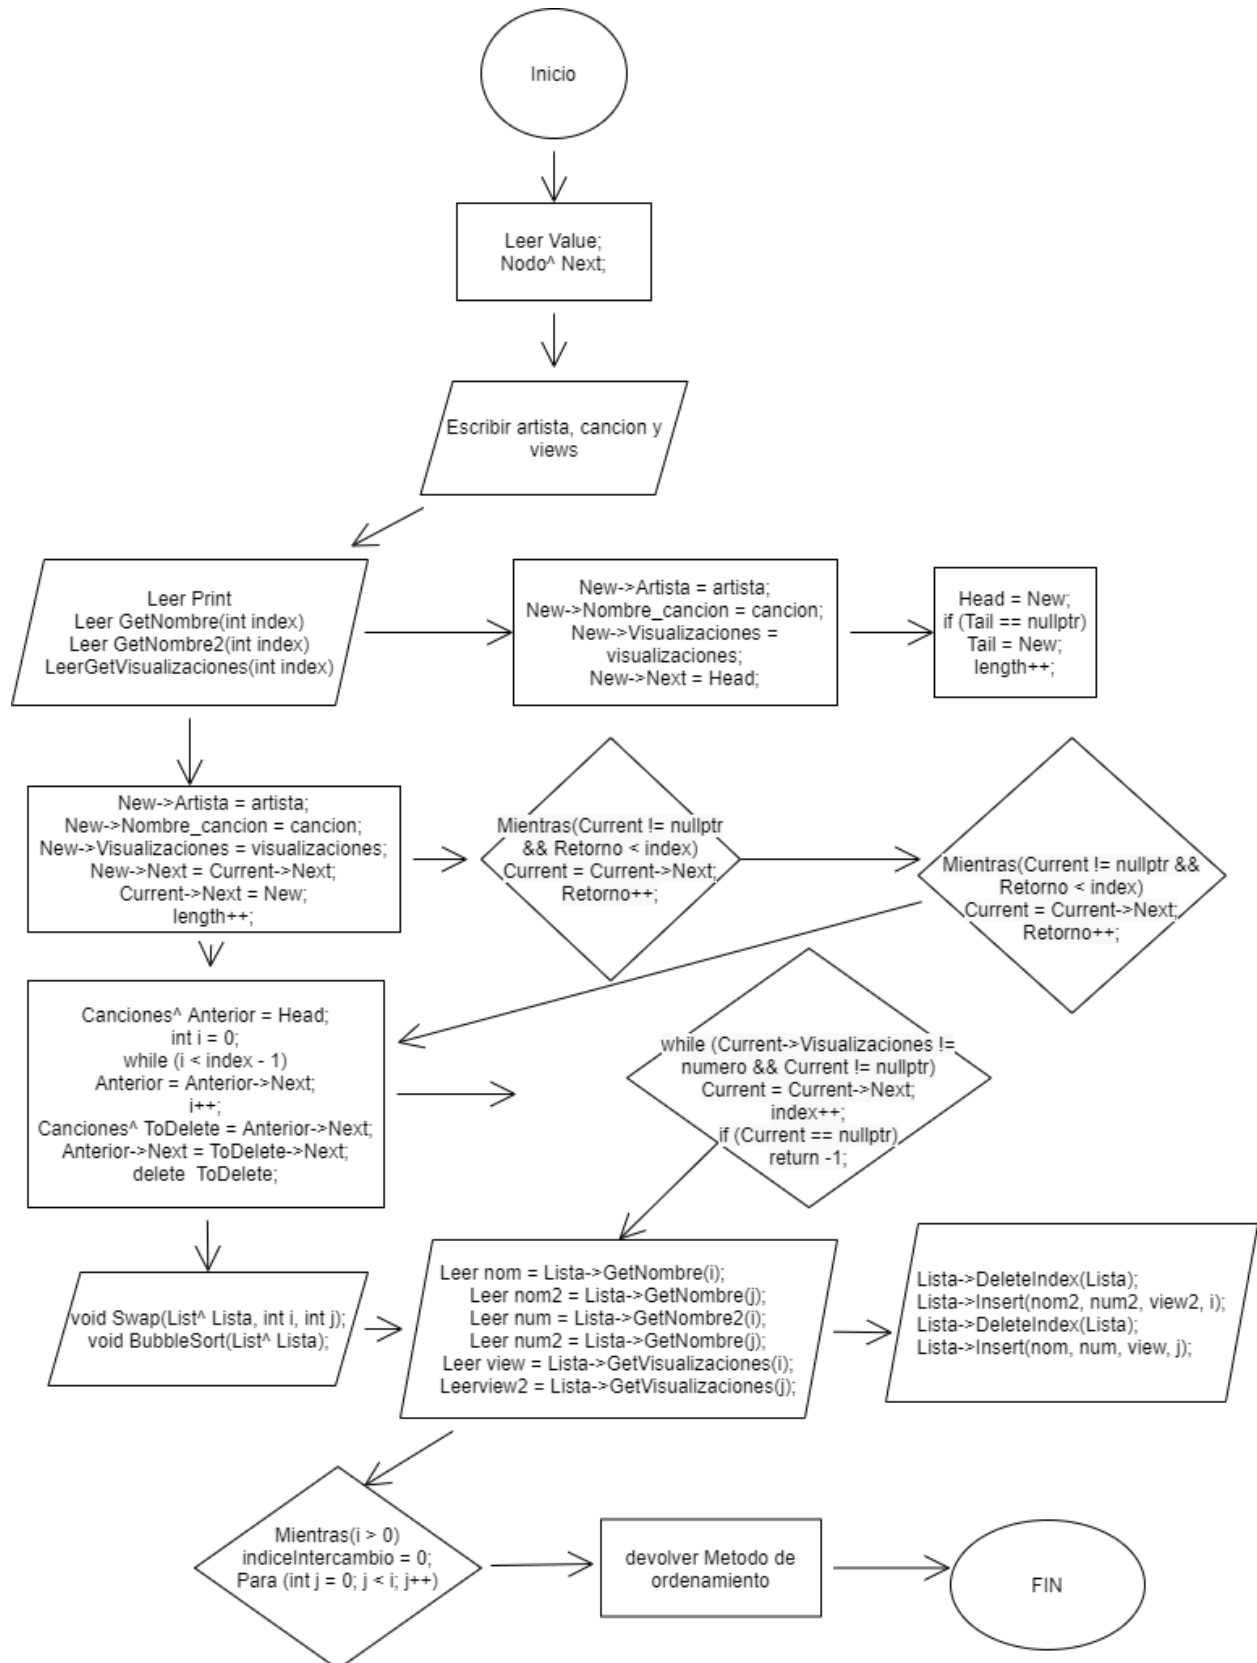 Inicio
Leer Value;
Nodo^ Next;
Escribir artista, cancion y
views
Leer Print
Leer GetNombre(int index)
Leer GetNombre2(int index)
LeerGetVisualizaciones(int index)
New->Artista = artista;
New->Nombre_cancion = cancion;
New->Visualizaciones =
visualizaciones;
New->Next = Head;
Head = New;
if (Tail == nullptr)
Tail = New;
length++;
New->Artista = artista;
New->Nombre_cancion = cancion;
New->Visualizaciones = visualizaciones;
New->Next = Current->Next;
Current->Next = New;
length++;
Mientras(Current != nullptr
&& Retorno < index)
Current = Current->Next;
Retorno++;
Mientras(Current != nullptr &&
Retorno < index)
Current = Current->Next;
Retorno++;
Canciones^ Anterior = Head;
int i = 0;
while (i < index - 1)
Anterior = Anterior->Next;
i++;
Canciones^ ToDelete = Anterior->Next;
Anterior->Next = ToDelete->Next;
delete  ToDelete;
while (Current->Visualizaciones !=
numero && Current != nullptr)
Current = Current->Next;
index++;
if (Current == nullptr)
return -1;
void Swap(List^ Lista, int i, int j);
void BubbleSort(List^ Lista);
Leer nom = Lista->GetNombre(i);
Leer nom2 = Lista->GetNombre(j);
Leer num = Lista->GetNombre2(i);
Leer num2 = Lista->GetNombre(j);
Leer view = Lista->GetVisualizaciones(i);
Leerview2 = Lista->GetVisualizaciones(j);
Lista->DeleteIndex(Lista);
Lista->Insert(nom2, num2, view2, i);
Lista->DeleteIndex(Lista);
Lista->Insert(nom, num, view, j);
Mientras(i > 0)
indiceIntercambio = 0;
Para (int j = 0; j < i; j++)
devolver Metodo de
ordenamiento
FIN